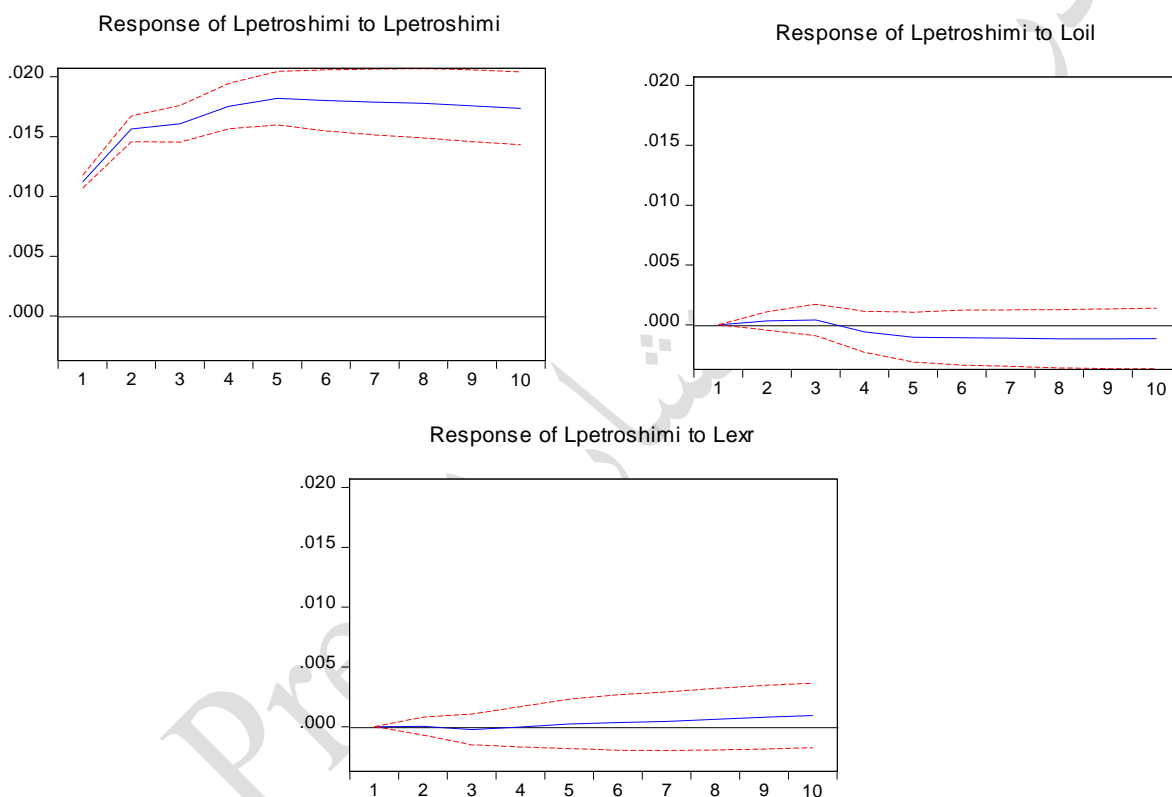 Response of Lpetroshimi to Lpetroshimi
.020
.015
.010
.005
.000
1 2 3 4 5 6 7 8 9 10
Response of Lpetroshimi to Loil
.020
.015
.010
.005
.000
1 2 3 4 5 6 7 8 9 10
Response of Lpetroshimi to Lexr
.020
.015
.010
.005
.000
1 2 3 4 5 6 7 8 9 10